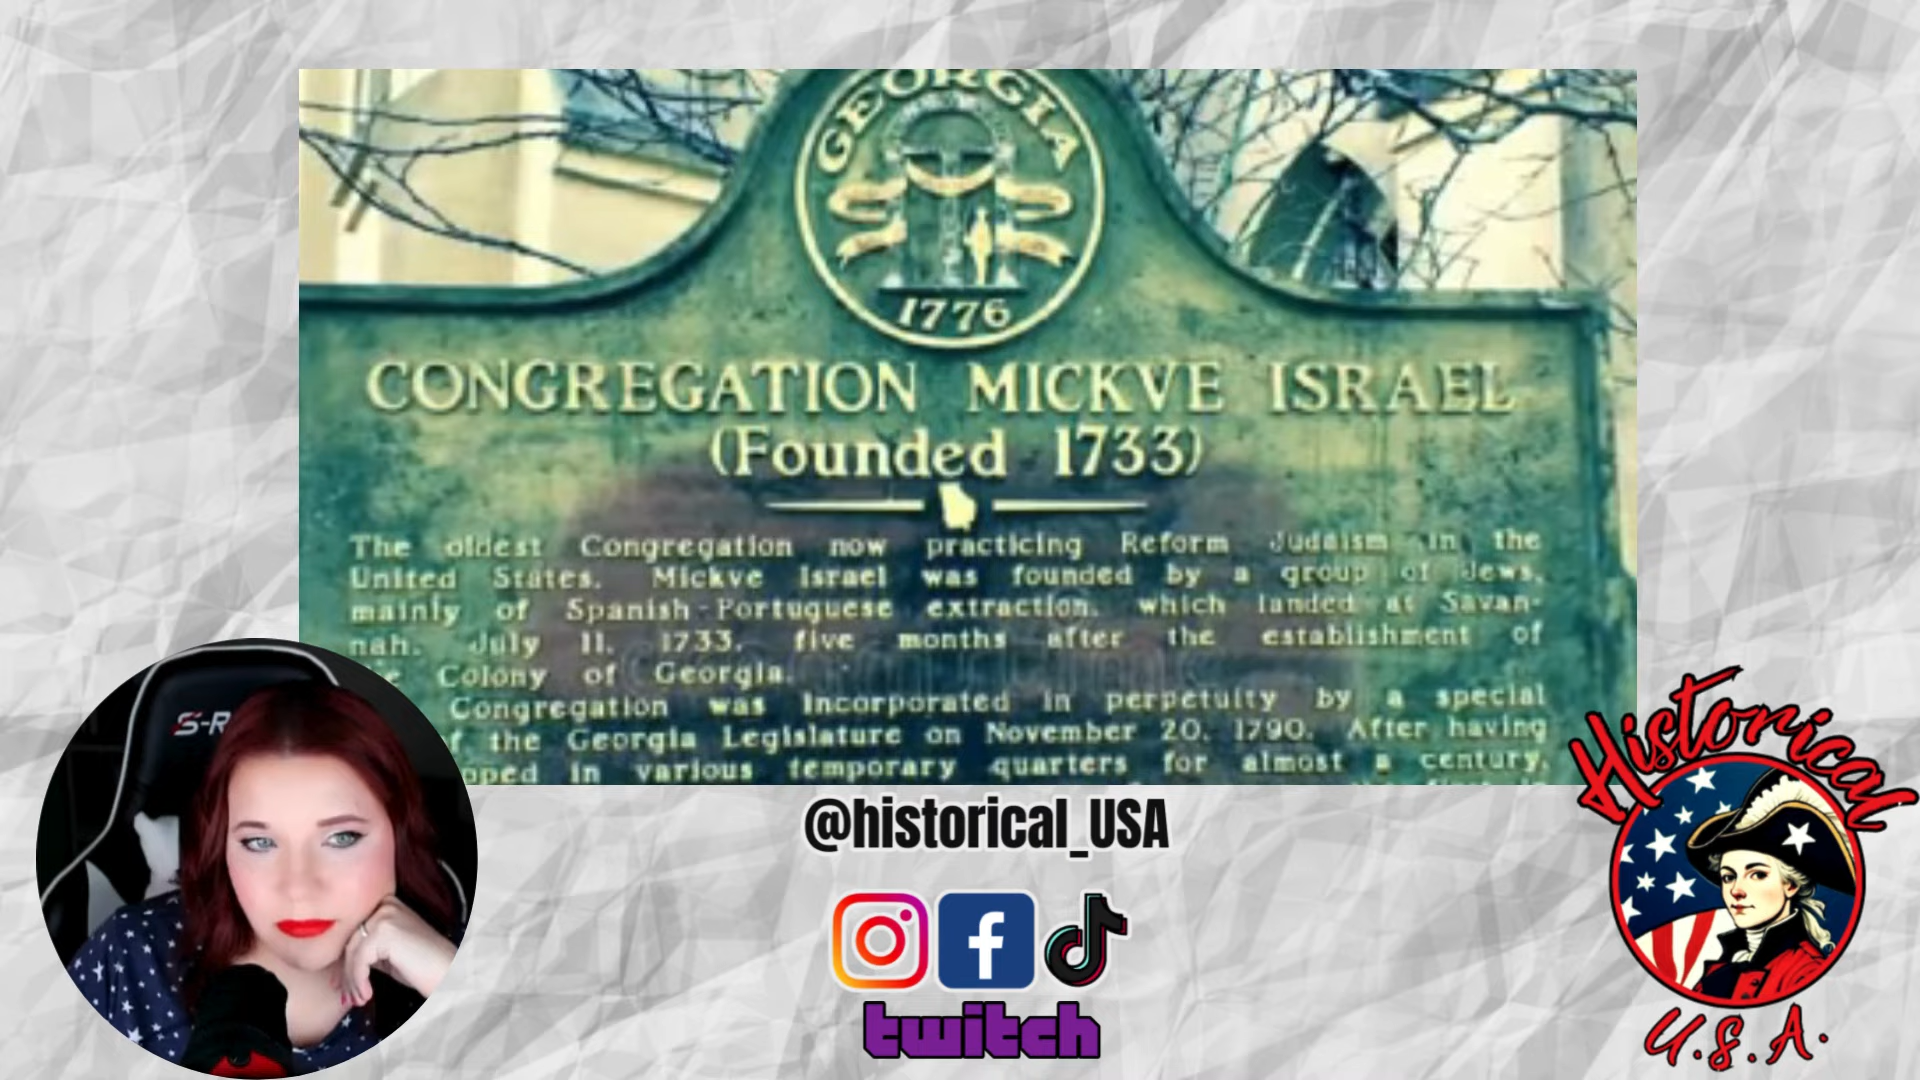 GEORGIA
1776
CONGREGATION MICKVE ISRAEL
(Founded 1733)
The oldest Congregation now practicing Reform Judaism in the
United States, Mickve Israel was founded by a group of Jews,
mainly of Spanish-Portuguese extraction, which landed at Savan-
nah, July 11, 1733, five months after the establishment of
Colony of Georgia.
Congregation was incorporated in perpetuity by a special
the Georgia Legislature on November 20, 1790. After having
in various temporary quarters for almost a century,
S-R
@historical_USA
twitch
Historical
U.S.A.